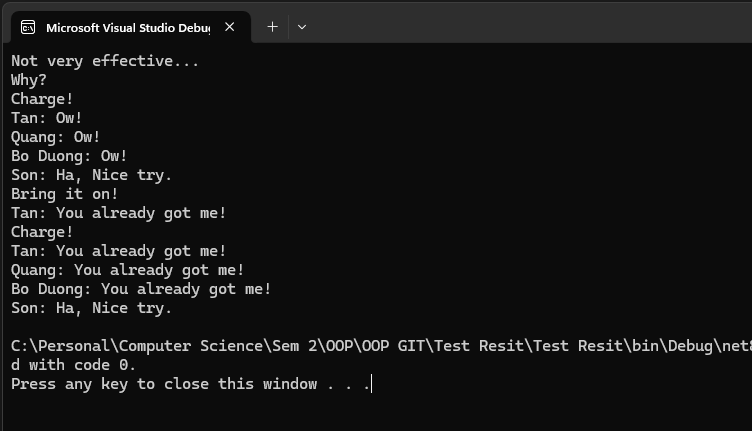 Microsoft Visual Studio Debug
Not very effective...
Why?
Charge!
Tan: Ow!
Quang: Ow!
Bo Duong: Ow!
Son: Ha, Nice try.
Bring it on!
Tan: You already got me!
Charge!
Tan: You already got me!
Quang: You already got me!
Bo Duong: You already got me!
Son: Ha, Nice try.
C:\Personal\Computer Science\Sem 2\OOP\OOP GIT\Test Resit\Test Resit\bin\Debug\net8
d with code 0.
Press any key to close this window . . .